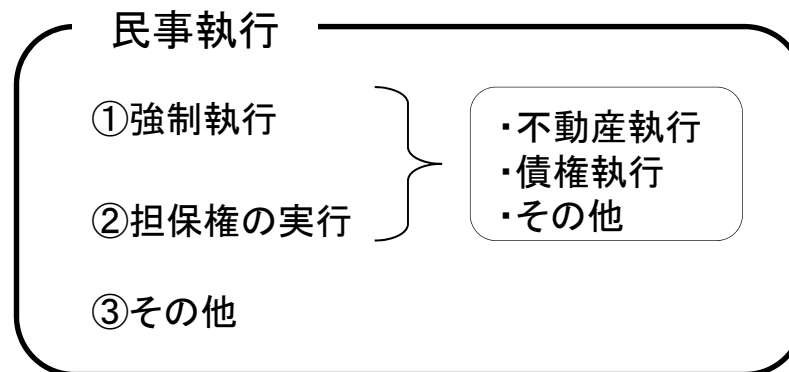 民事執行
①強制執行
②担保権の実行
③その他
・不動産執行
・債権執行
・その他